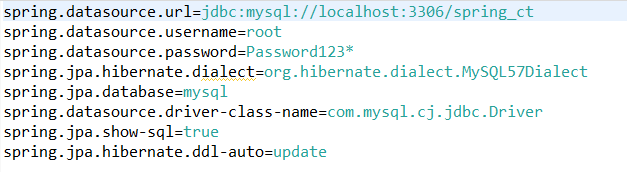 spring.datasource.url=jdbc:mysql://localhost:3306/spring_ct
spring.datasource.username=root
spring.datasource.password=Password123*
spring.jpa.hibernate.dialect=org.hibernate.dialect.MySQL57Dialect
spring.jpa.database=mysql
spring.datasource.driver-class-name=com.mysql.cj.jdbc.Driver
spring.jpa.show-sql=true
spring.jpa.hibernate.ddl-auto=update